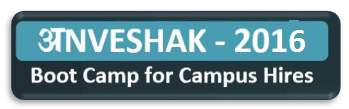 अNVESHAK - 2016
Boot Camp for Campus Hires